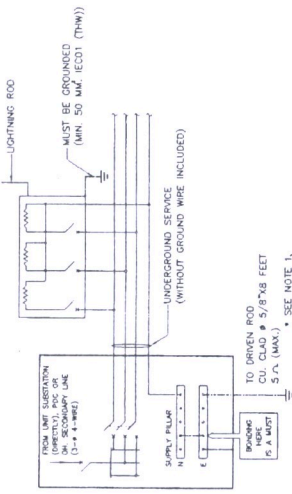 LIGHTNING ROD
MUST BE GROUNDED
(MIN. 50 MM². IEC01 (THW))
UNDERGROUND SERVICE
(WITHOUT GROUND WIRE INCLUDED)
FROM UNIT SUBSTATION
(DIRECTLY), PDC OR
OH. SECONDARY LINE
(3-ø 4-WIRE)
SUPPLY PILLAR
N
E
BONDING
HERE
IS A MUST
TO DRIVEN ROD
CU. CLAD ø 5/8"X8 FEET
5 Ω (MAX.)
* SEE NOTE 1.